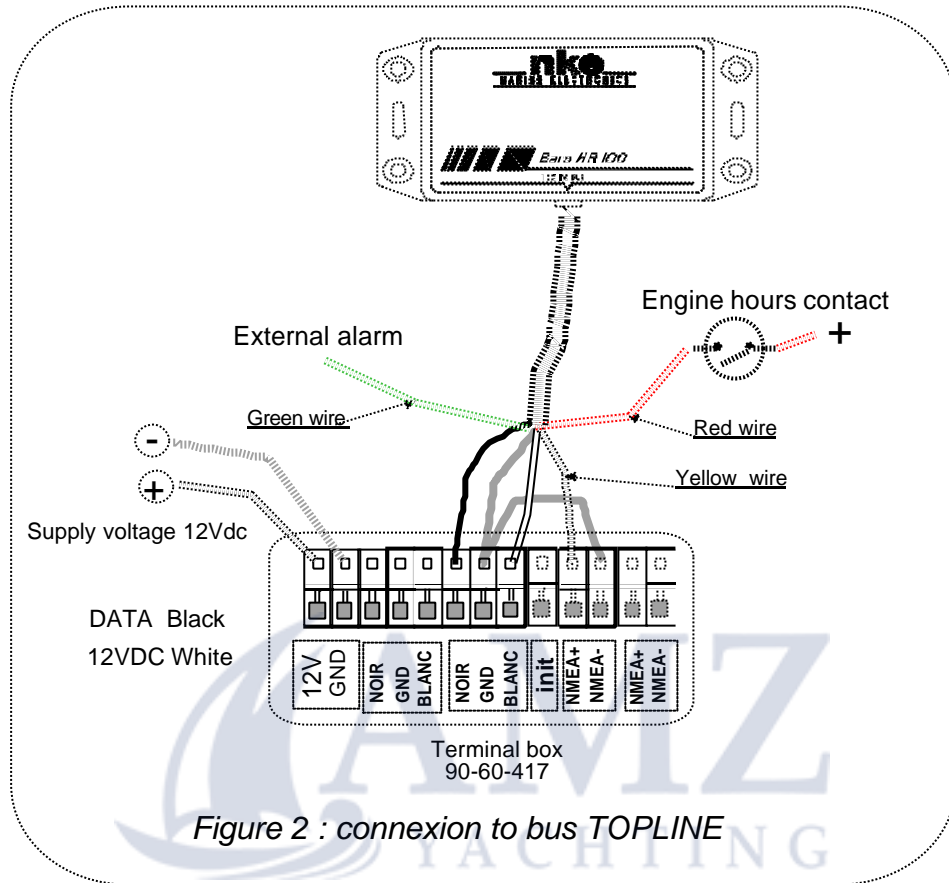 nke
MARINE ELECTRONICS
Baro HR 100
Engine hours contact
+
External alarm
Green wire
Red wire
-
Yellow wire
+
Supply voltage 12Vdc
DATA Black
12VDC White
12V
GND
NOIR
GND
BLANC
NOIR
GND
BLANC
init
NMEA+
NMEA-
NMEA+
NMEA-
Terminal box
90-60-417
AMZ
YACHTING
Figure 2 : connexion to bus TOPLINE